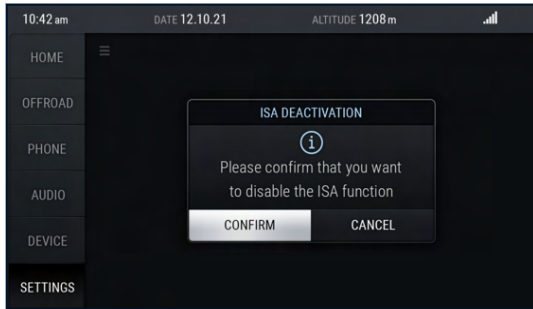 10:42 am DATE 12.10.21 ALTITUDE 1208 m
HOME
OFFROAD
PHONE
AUDIO
DEVICE
SETTINGS
ISA DEACTIVATION
Please confirm that you want
to disable the ISA function
CONFIRM CANCEL